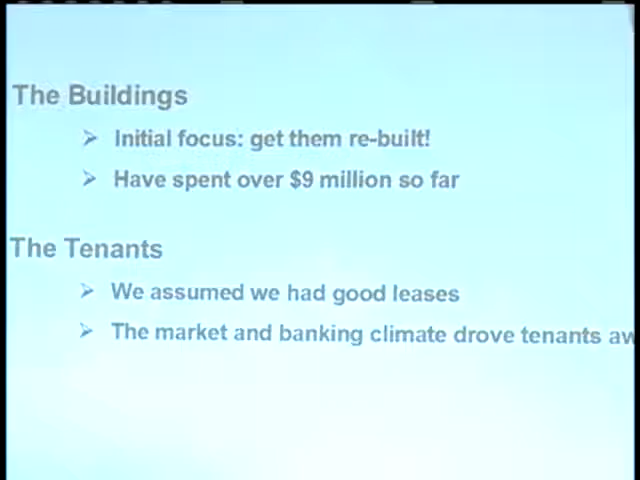 The Buildings
➢ Initial focus: get them re-built!
➢ Have spent over $9 million so far
The Tenants
➢ We assumed we had good leases
➢ The market and banking climate drove tenants aw